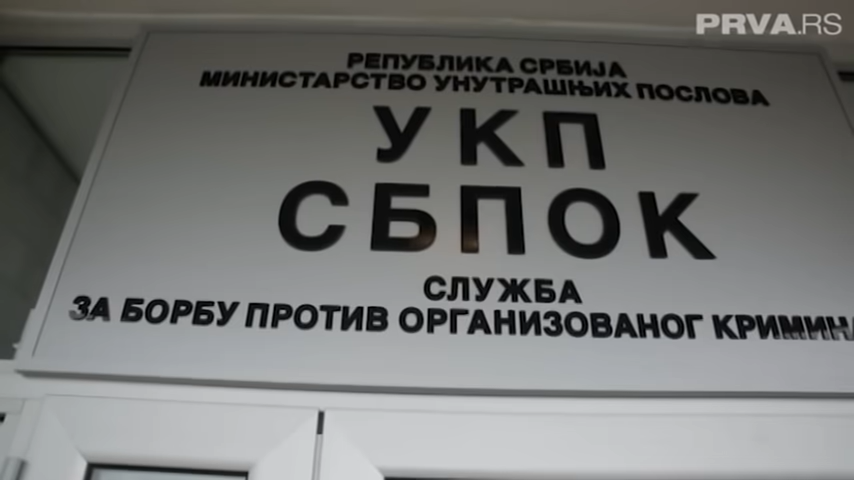 PRVA.RS
РЕПУБЛИКА СРБИЈА
МИНИСТАРСТВО УНУТРАШЊИХ ПОСЛОВА
УКП
СБПОК
СЛУЖБА
ЗА БОРБУ ПРОТИВ ОРГАНИЗОВАНОГ